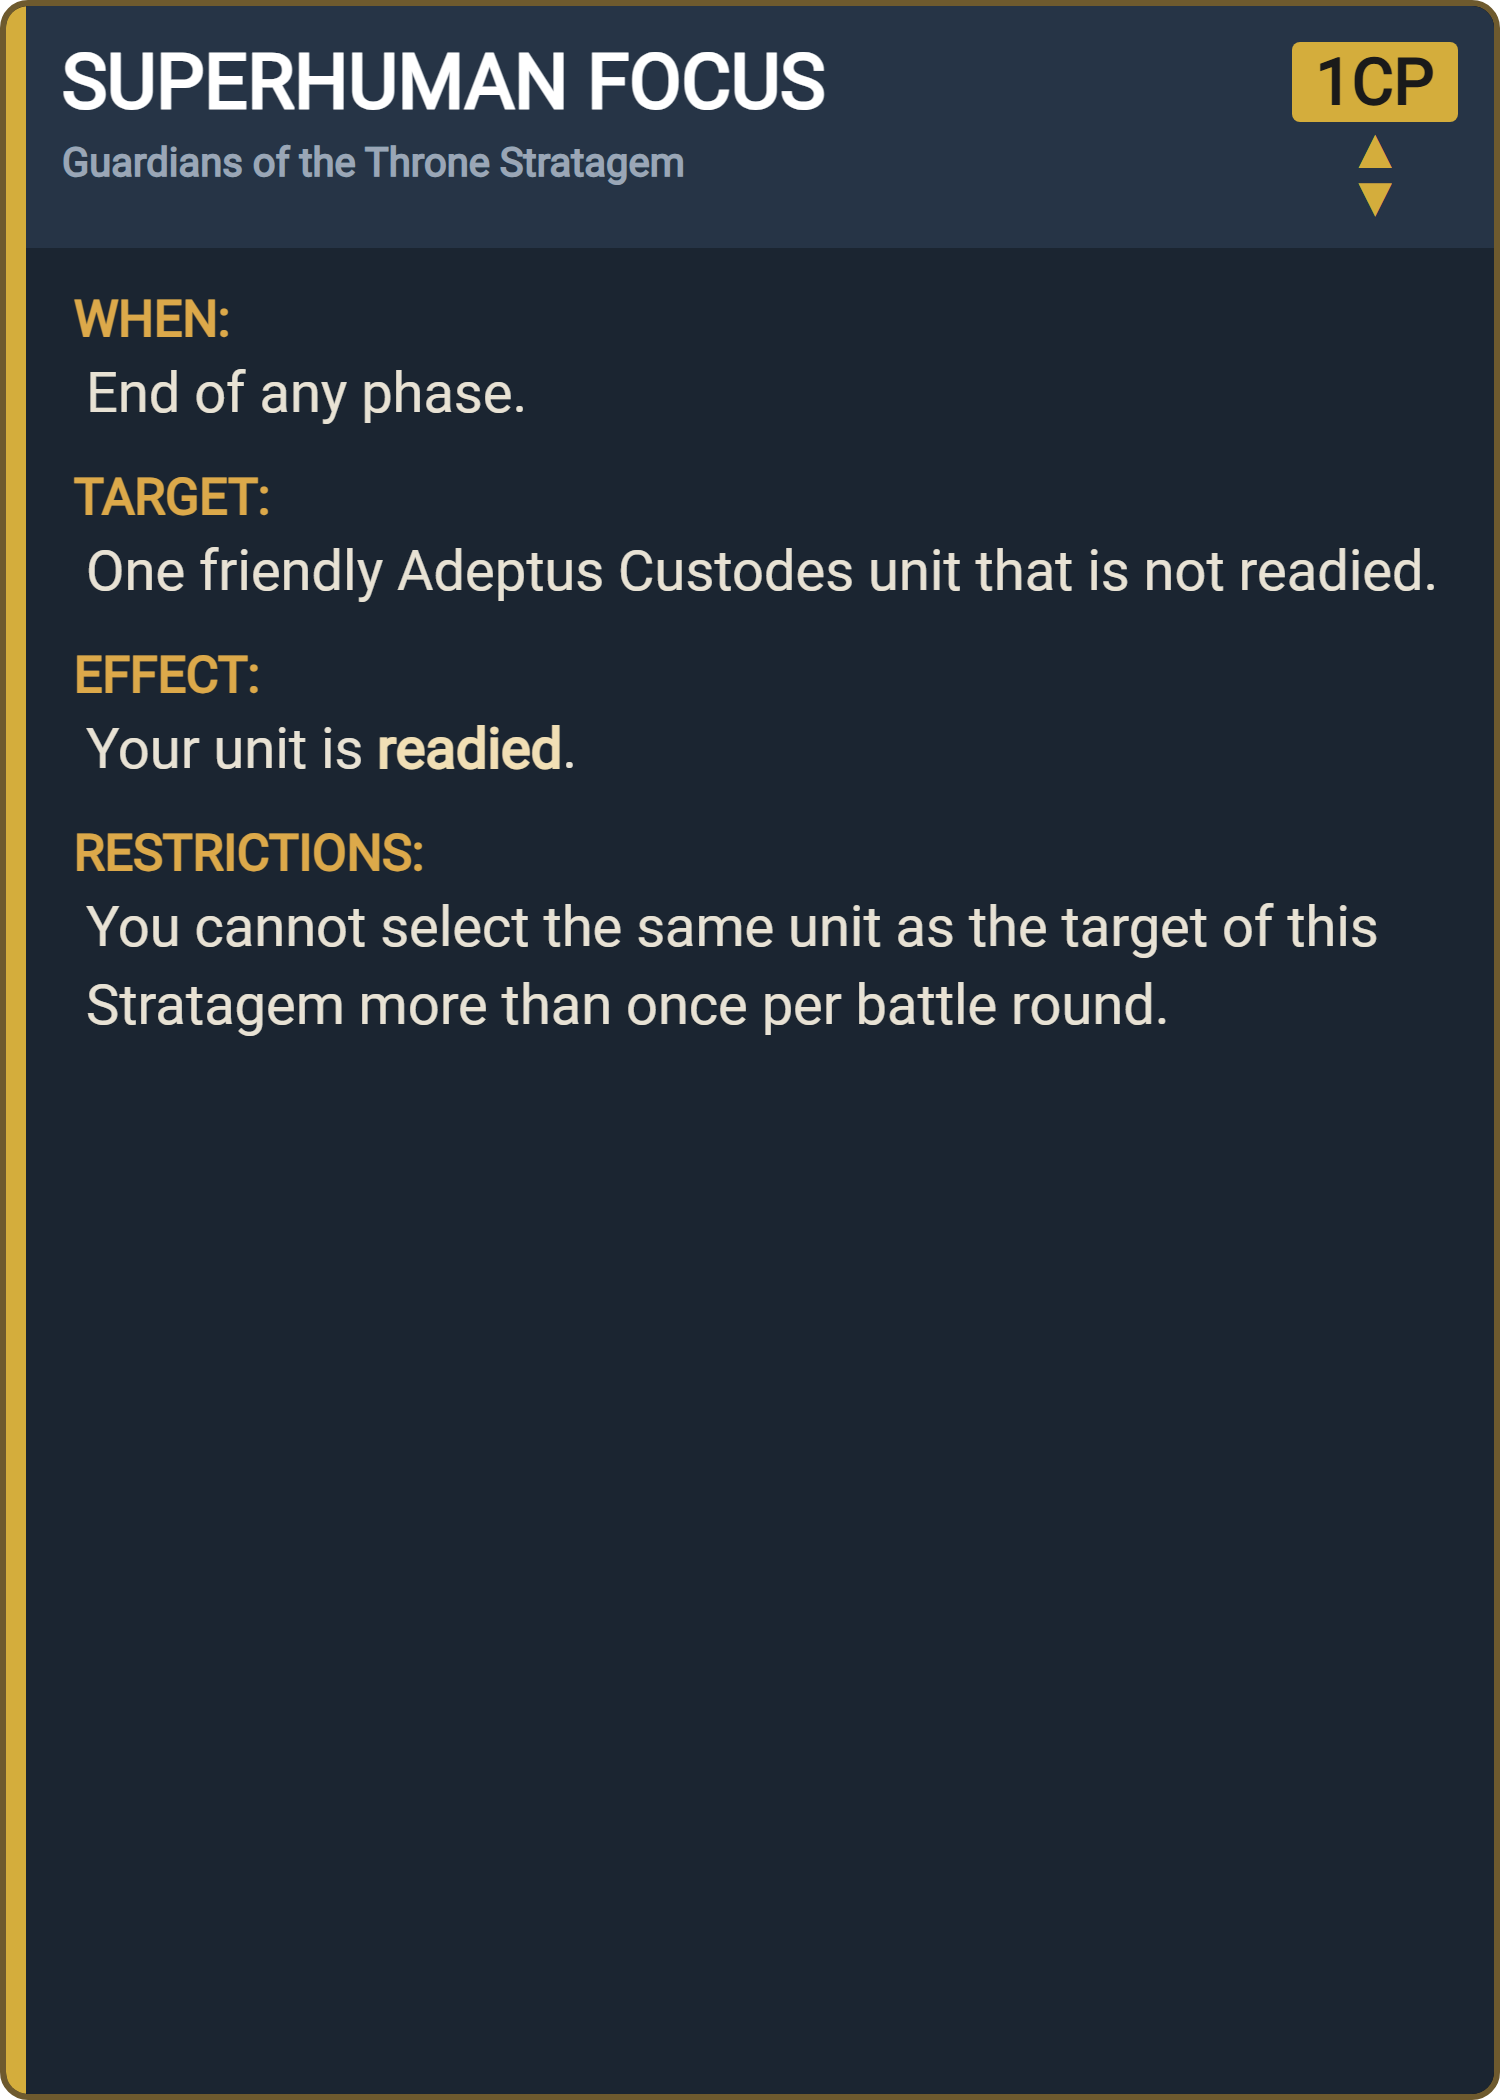 SUPERHUMAN FOCUS
Guardians of the Throne Stratagem
1CP
▲
▼
WHEN:
End of any phase.
TARGET:
One friendly Adeptus Custodes unit that is not readied.
EFFECT:
Your unit is readied.
RESTRICTIONS:
You cannot select the same unit as the target of this
Stratagem more than once per battle round.